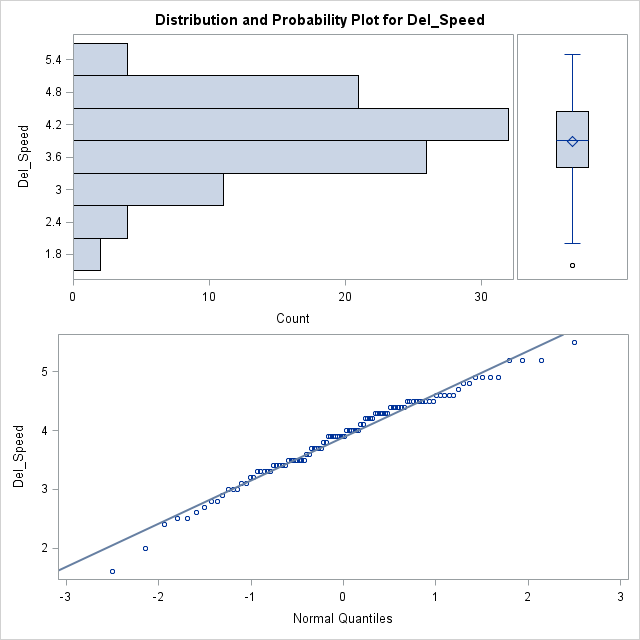 Distribution and Probability Plot for Del_Speed
Del_Speed
5.4
4.8
4.2
3.6
3
2.4
1.8
0 10 20 30
Count
Del_Speed
5
4
3
2
-3 -2 -1 0 1 2 3
Normal Quantiles